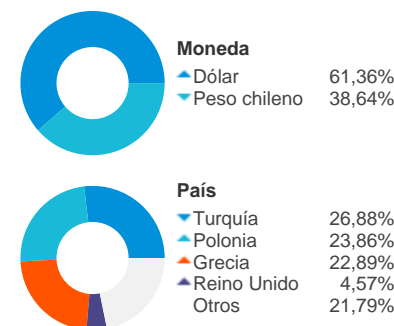 Moneda
Dólar 61,36%
Peso chileno 38,64%
País
Turquía 26,88%
Polonia 23,86%
Grecia 22,89%
Reino Unido 4,57%
Otros 21,79%